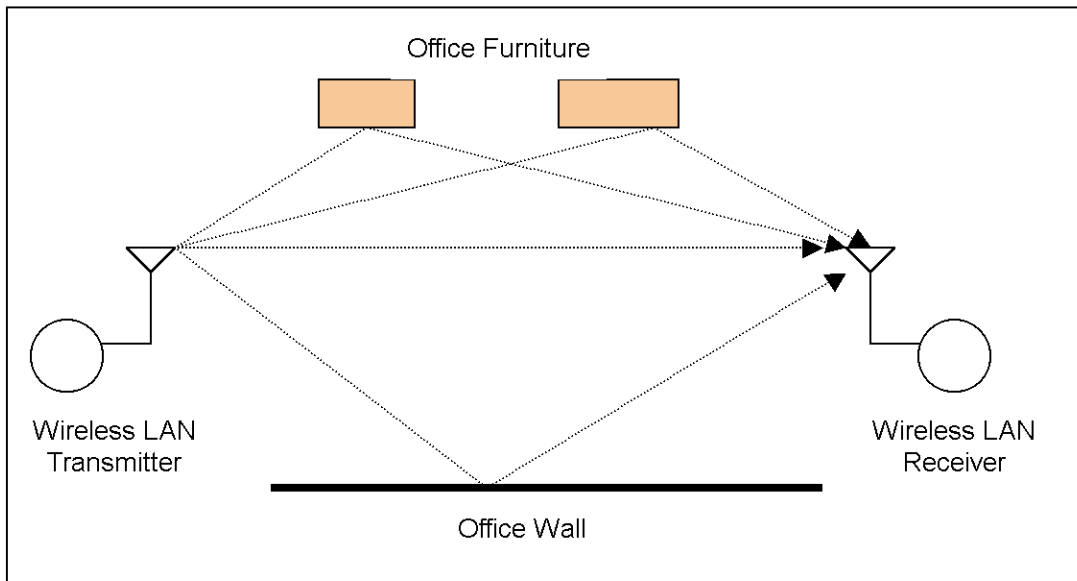 Office Furniture
Wireless LAN
Transmitter
Wireless LAN
Receiver
Office Wall